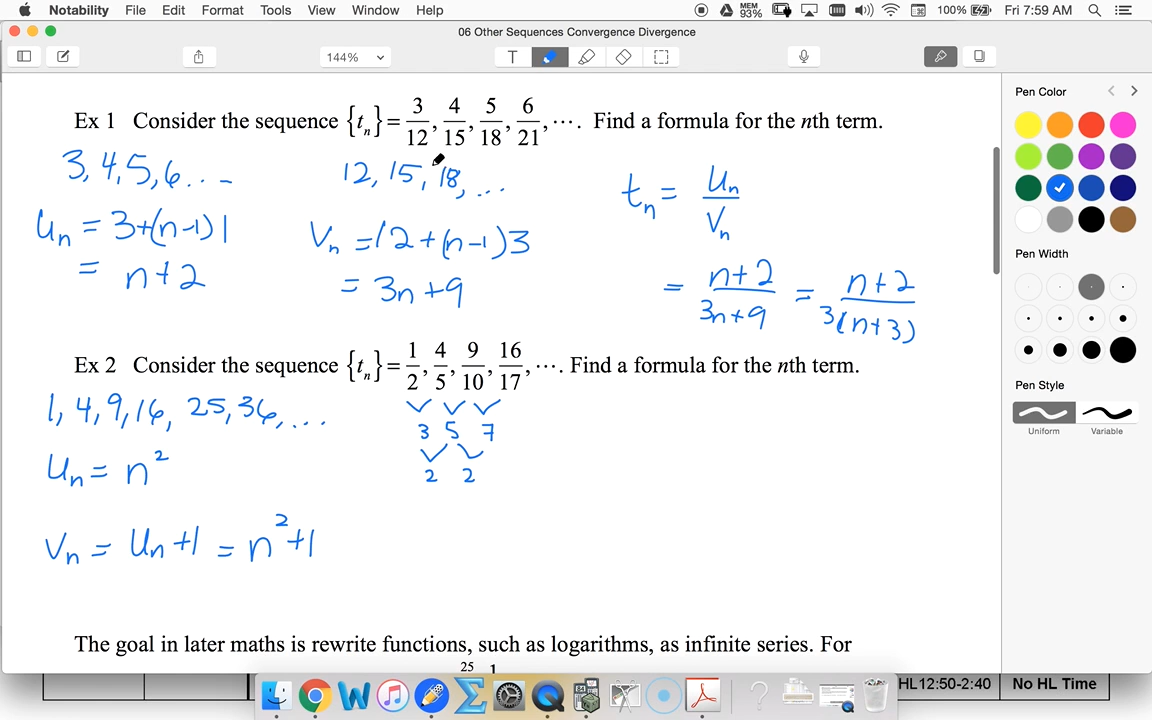 Notability File Edit Format Tools View Window Help MEM 93% 100% Fri 7:59 AM
06 Other Sequences Convergence Divergence
144% T
Ex 1 Consider the sequence {tₙ} = 3/12, 4/15, 5/18, 6/21, ⋯. Find a formula for the nth term.
3, 4, 5, 6 . . -
12, 15, 18, ...
tₙ = uₙ/vₙ
uₙ = 3+(n-1)1
= n+2
vₙ = 12+(n-1)3
= 3n+9
= n+2/3n+9 = n+2/3(n+3)
Ex 2 Consider the sequence {tₙ} = 1/2, 4/5, 9/10, 16/17, ⋯. Find a formula for the nth term.
1, 4, 9, 16, 25, 36, ...
3 5 7
2 2
uₙ = n²
vₙ = uₙ+1 = n²+1
The goal in later maths is rewrite functions, such as logarithms, as infinite series. For
25 1
HL12:50-2:40 No HL Time
Pen Color
Pen Width
Pen Style
Uniform Variable